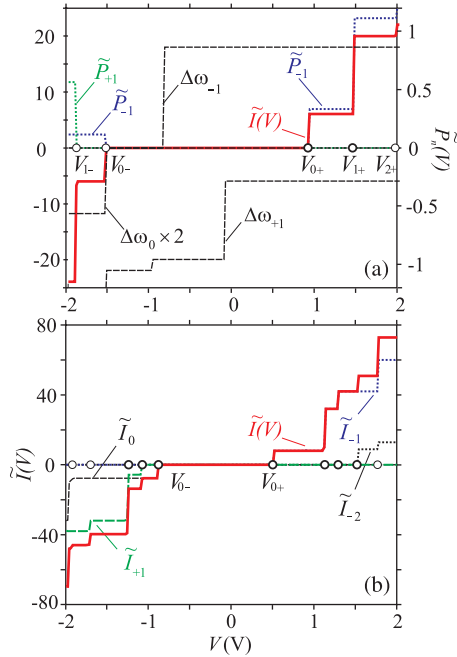 20
10
0
-10
-20
1
0.5
0
-0.5
-1
P̃₊₁
P̃₋₁
Δω₋₁
P̃₋₁
Ĩ(V)
P̃ₙ(V)
V₁₋
V₀₋
V₀₊
V₁₊
V₂₊
Δω₀ × 2
Δω₊₁
(a)
-2
-1
0
1
2
80
40
0
-40
-80
Ĩ(V)
Ĩ₀
Ĩ(V)
Ĩ₋₁
V₀₋
V₀₊
Ĩ₋₂
Ĩ₊₁
(b)
-2
-1
0
1
2
V(V)